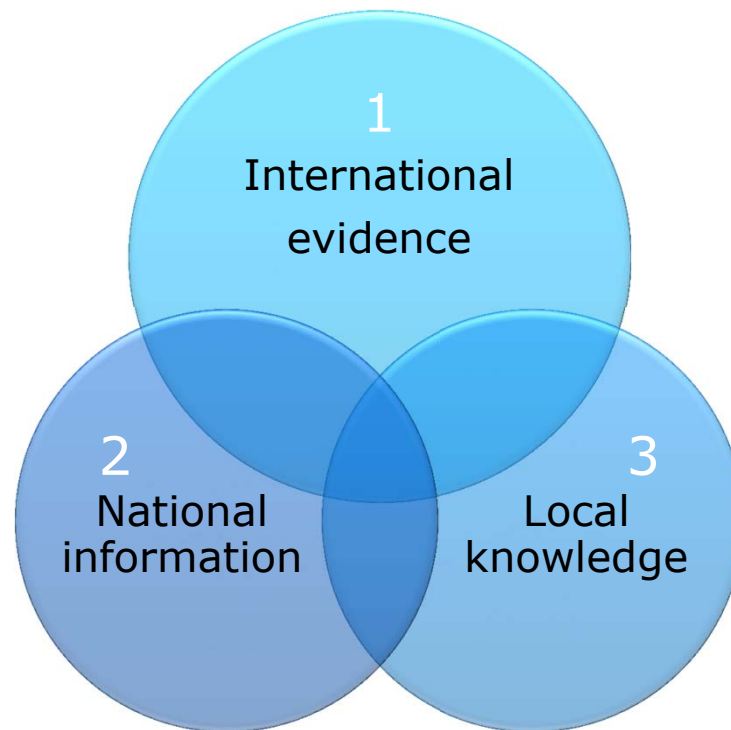 1
International
evidence
2
National
information
3
Local
knowledge